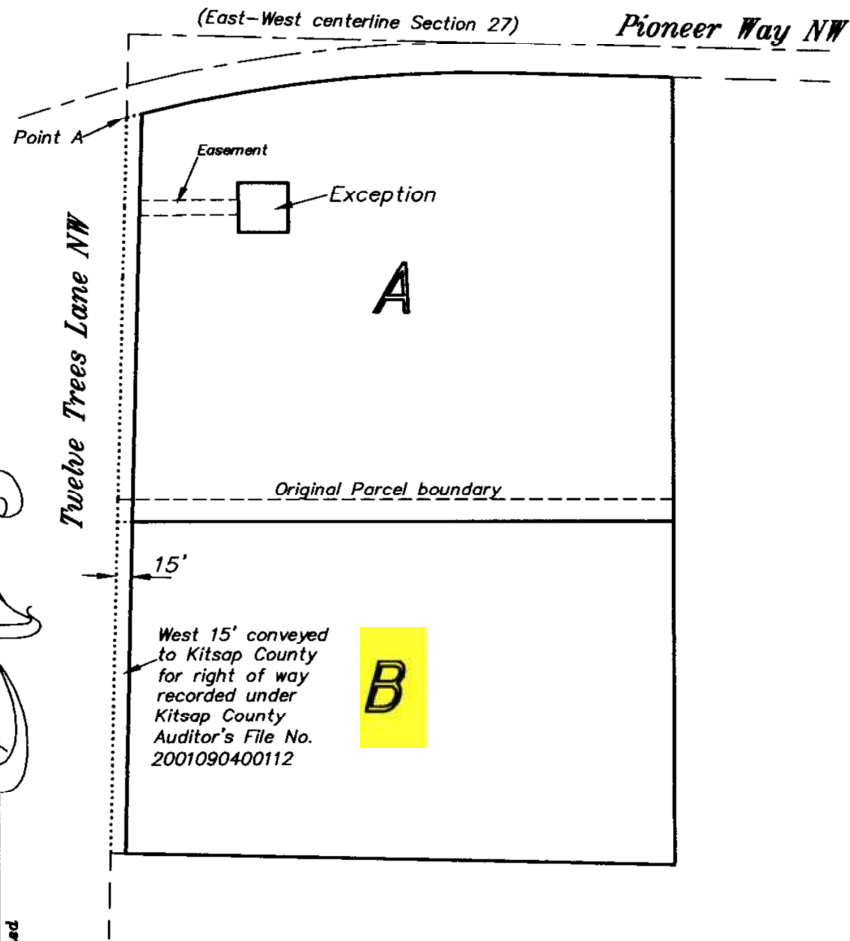 (East-West centerline Section 27)
Pioneer Way NW
Point A
Easement
Exception
A
Twelve Trees Lane NW
Original Parcel boundary
15'
West 15' conveyed
to Kitsap County
for right of way
recorded under
Kitsap County
Auditor's File No.
2001090400112
B